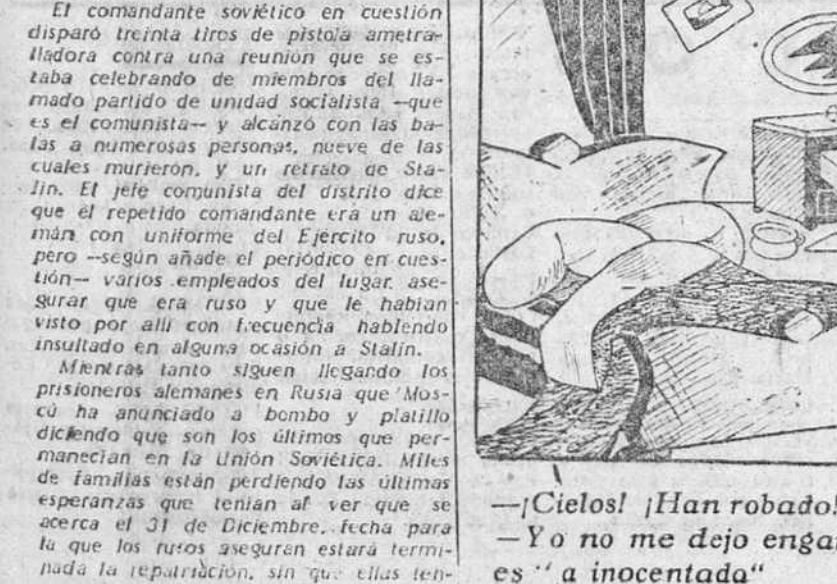 El comandante soviético en cuestión
disparó treinta tiros de pistola ametra-
lladora contra una reunión que se es-
taba celebrando de miembros del lla-
mado partido de unidad socialista —que
es el comunista— y alcanzó con las ba-
las a numerosas personas, nueve de las
cuales murieron, y un retrato de Sta-
lin. El jefe comunista del distrito dice
que el repetido comandante era un ale-
mán con uniforme del Ejército ruso,
pero —según añade el periódico en cues-
tión— varios empleados del lugar ase-
gurar que era ruso y que le habían
visto por allí con frecuencia habiendo
insultado en alguna ocasión a Stalin.
Mientras tanto siguen llegando los
prisioneros alemanes en Rusia que Mos-
cú ha anunciado a bombo y platillo
diciendo que son los últimos que per-
manecían en la Unión Soviética. Miles
de familias están perdiendo las últimas
esperanzas que tenían al ver que se
acerca el 31 de Diciembre, fecha para
la que los rusos aseguran estará termi-
nada la repatriación, sin que ellas ten-
—¡Cielos! ¡Han robado!
—Yo no me dejo enga
es " a inocentada"